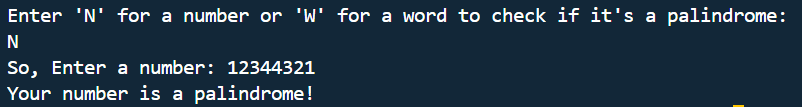 Enter 'N' for a number or 'W' for a word to check if it's a palindrome:
N
So, Enter a number: 12344321
Your number is a palindrome!